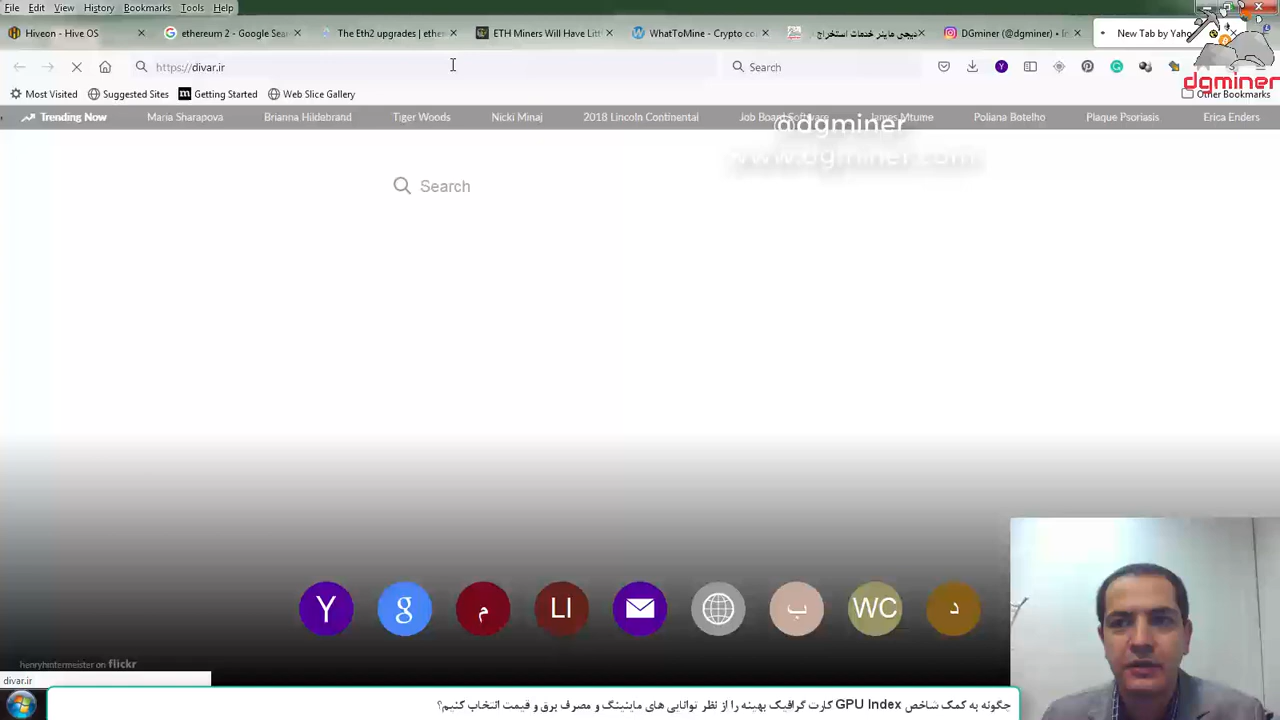 File Edit View History Bookmarks Tools Help
Hiveon - Hive OS
ethereum 2 - Google Sea
The Eth2 upgrades | ethe
ETH Miners Will Have Litt
WhatToMine - Crypto co
دیجی ماینر خدمات استخراج
DGminer (@dgminer) •
New Tab by Yaho
https://divar.ir
Search
dgminer
Most Visited
Suggested Sites
Getting Started
Web Slice Gallery
Other Bookmarks
Trending Now
Maria Sharapova
Brianna Hildebrand
Tiger Woods
Nicki Minaj
2018 Lincoln Continental
Job Board Software
James Mtume
Poliana Botelho
Plaque Psoriasis
Erica Enders
@dgminer
www.dgminer.com
Search
Y
g
م
LI
ب
WC
د
henryhintermeister on flickr
divar.ir
چگونه به کمک شاخص GPU Index کارت گرافیک بهینه را از نظر توانایی های ماینینگ و مصرف برق و قیمت انتخاب کنیم؟